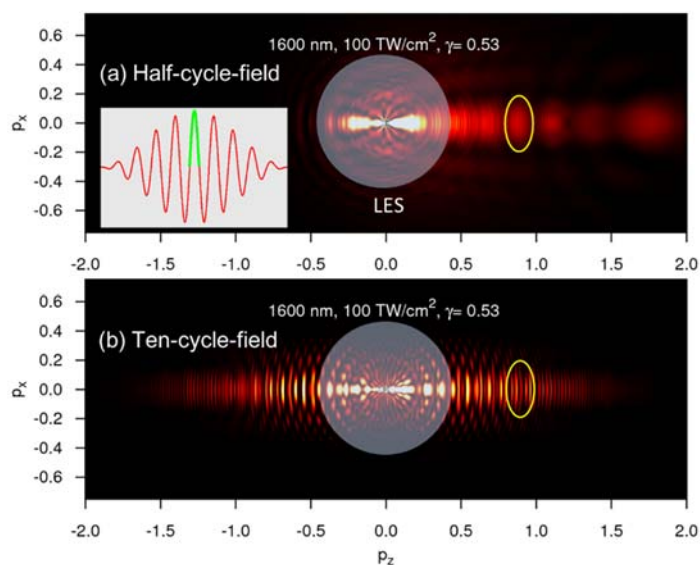 1600 nm, 100 TW/cm², γ= 0.53
(a) Half-cycle-field
LES
0.6
0.4
0.2
0.0
-0.2
-0.4
-0.6
pₓ
-2.0 -1.5 -1.0 -0.5 0.0 0.5 1.0 1.5 2.0
1600 nm, 100 TW/cm², γ= 0.53
(b) Ten-cycle-field
0.6
0.4
0.2
0.0
-0.2
-0.4
-0.6
pₓ
-2.0 -1.5 -1.0 -0.5 0.0 0.5 1.0 1.5 2.0
p_z